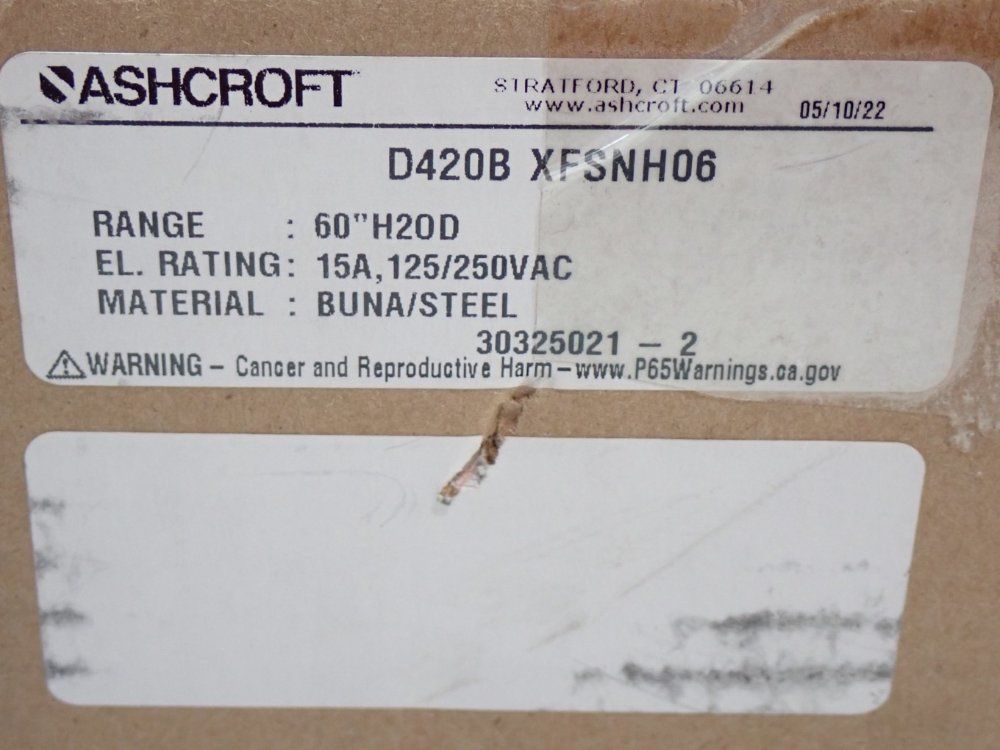 ASHCROFT
STRATFORD, CT 06614
www.ashcroft.com 05/10/22
D420B XFSNH06
RANGE : 60"H2OD
EL. RATING: 15A,125/250VAC
MATERIAL : BUNA/STEEL
30325021 - 2
⚠WARNING - Cancer and Reproductive Harm-www.P65Warnings.ca.gov